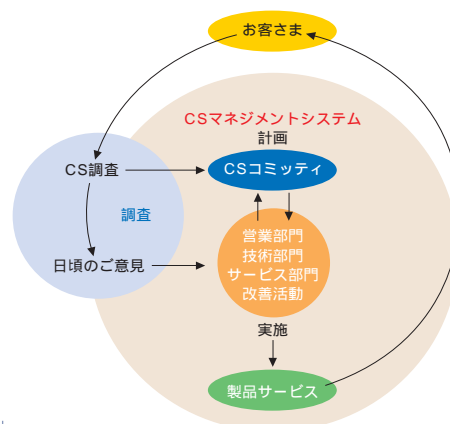 お客さま
CSマネジメントシステム
計画
CS調査
CSコミッティ
調査
営業部門
技術部門
サービス部門
改善活動
日頃のご意見
実施
製品サービス